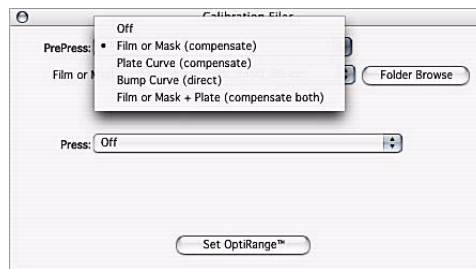 Calibration Files
Off
PrePress: • Film or Mask (compensate)
Plate Curve (compensate)
Film or M Folder Browse
Bump Curve (direct)
Film or Mask + Plate (compensate both)
Press: Off
Set OptiRange™